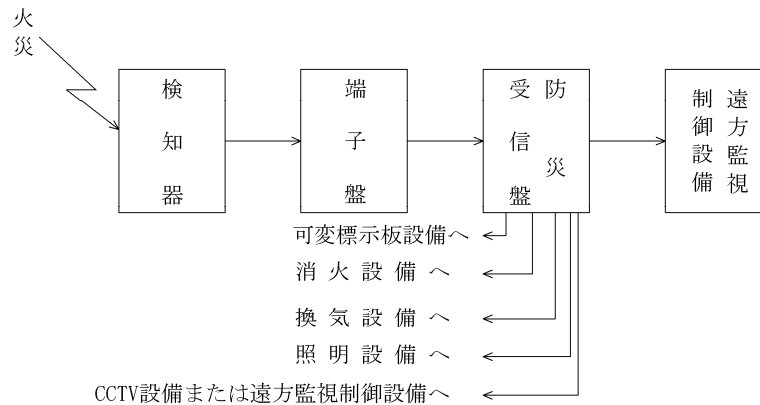 火災
検知器
端子盤
防災
受信盤
遠方監視
制御設備
可変標示板設備へ
消火設備へ
換気設備へ
照明設備へ
CCTV設備または遠方監視制御設備へ